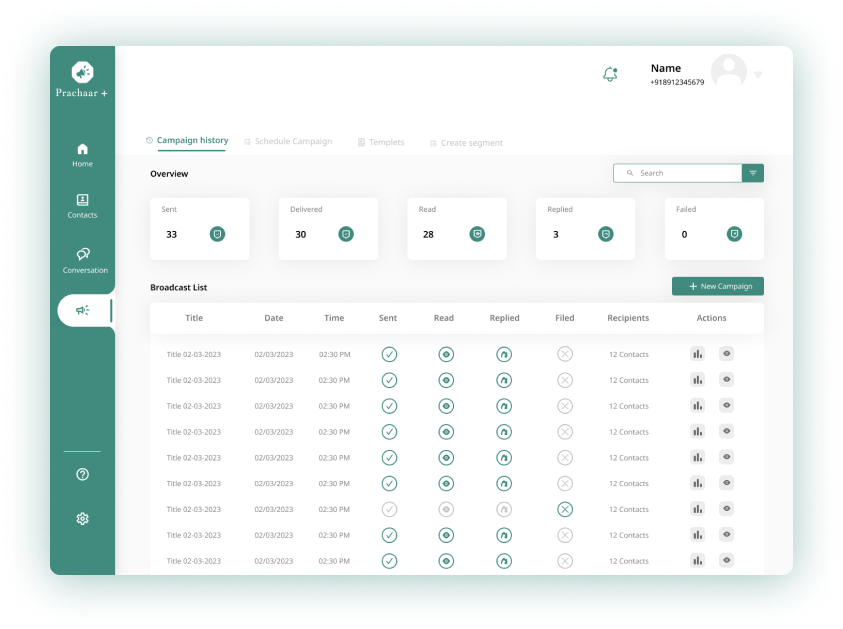 Prachaar +
Name
+918912345679
Home
Contacts
Conversation
Campaign history Schedule Campaign Templets Create segment
Overview
Search
Sent Delivered Read Replied Failed
33 30 28 3 0
Broadcast List
New Campaign
Title Date Time Sent Read Replied Filed Recipients Actions
Title 02-03-2023 02/03/2023 02:30 PM 12 Contacts
Title 02-03-2023 02/03/2023 02:30 PM 12 Contacts
Title 02-03-2023 02/03/2023 02:30 PM 12 Contacts
Title 02-03-2023 02/03/2023 02:30 PM 12 Contacts
Title 02-03-2023 02/03/2023 02:30 PM 12 Contacts
Title 02-03-2023 02/03/2023 02:30 PM 12 Contacts
Title 02-03-2023 02/03/2023 02:30 PM 12 Contacts
Title 02-03-2023 02/03/2023 02:30 PM 12 Contacts
Title 02-03-2023 02/03/2023 02:30 PM 12 Contacts